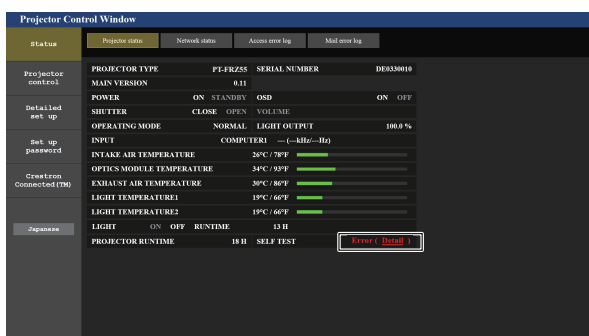 Projector Control Window
Status
Projector status Network status Access error log Mail error log
Projector control
Detailed set up
Set up password
Crestron Connected(TM)
Japanese
PROJECTOR TYPE PT-FRZ55 SERIAL NUMBER DE0330010
MAIN VERSION 0.11
POWER ON STANDBY OSD ON OFF
SHUTTER CLOSE OPEN VOLUME
OPERATING MODE NORMAL LIGHT OUTPUT 100.0 %
INPUT COMPUTER1 --- (---kHz/---Hz)
INTAKE AIR TEMPERATURE 26°C / 78°F
OPTICS MODULE TEMPERATURE 34°C / 93°F
EXHAUST AIR TEMPERATURE 30°C / 86°F
LIGHT TEMPERATURE1 19°C / 66°F
LIGHT TEMPERATURE2 19°C / 66°F
LIGHT ON OFF RUNTIME 13 H
PROJECTOR RUNTIME 18 H SELF TEST Error ( Detail )